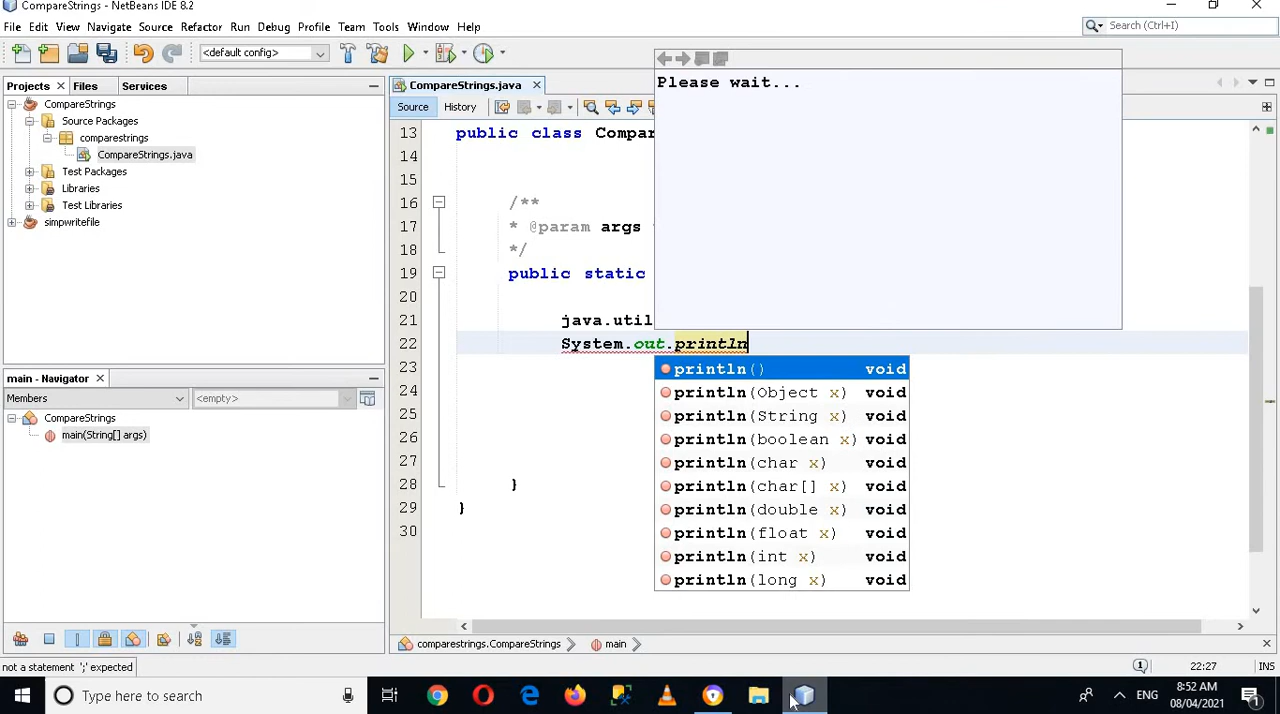 CompareStrings - NetBeans IDE 8.2
File Edit View Navigate Source Refactor Run Debug Profile Team Tools Window Help
Search (Ctrl+I)
<default config>
Projects Files Services
CompareStrings
Source Packages
comparestrings
CompareStrings.java
Test Packages
Libraries
Test Libraries
simpwritefile
CompareStrings.java
Source History
Please wait...
13 public class Compar
14
15
16 /**
17 * @param args
18 */
19 public static
20
21 java.util
22 System.out.println
23
24
25
26
27
28 }
29 }
30
println() void
println(Object x) void
println(String x) void
println(boolean x) void
println(char x) void
println(char[] x) void
println(double x) void
println(float x) void
println(int x) void
println(long x) void
main - Navigator
Members <empty>
CompareStrings
main(String[] args)
comparestrings.CompareStrings main
not a statement ';' expected
1 22:27 INS
Type here to search
ENG
8:52 AM
08/04/2021
1